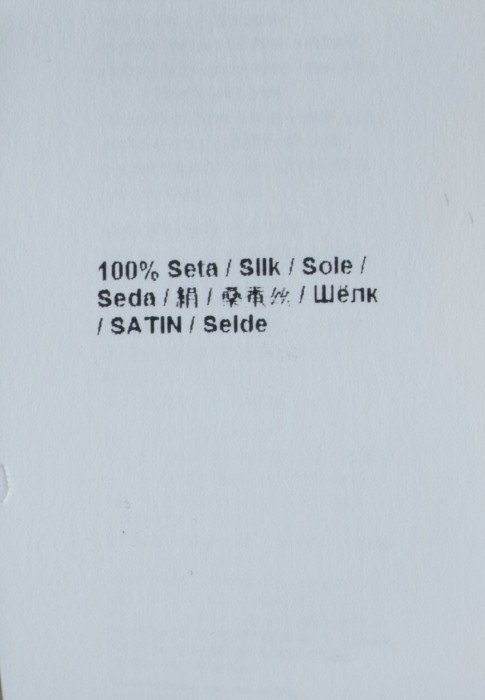 100% Seta / Silk / Soie /
Seda / 絹 / 桑蚕丝 / Шёлк
/ SATIN / Seide